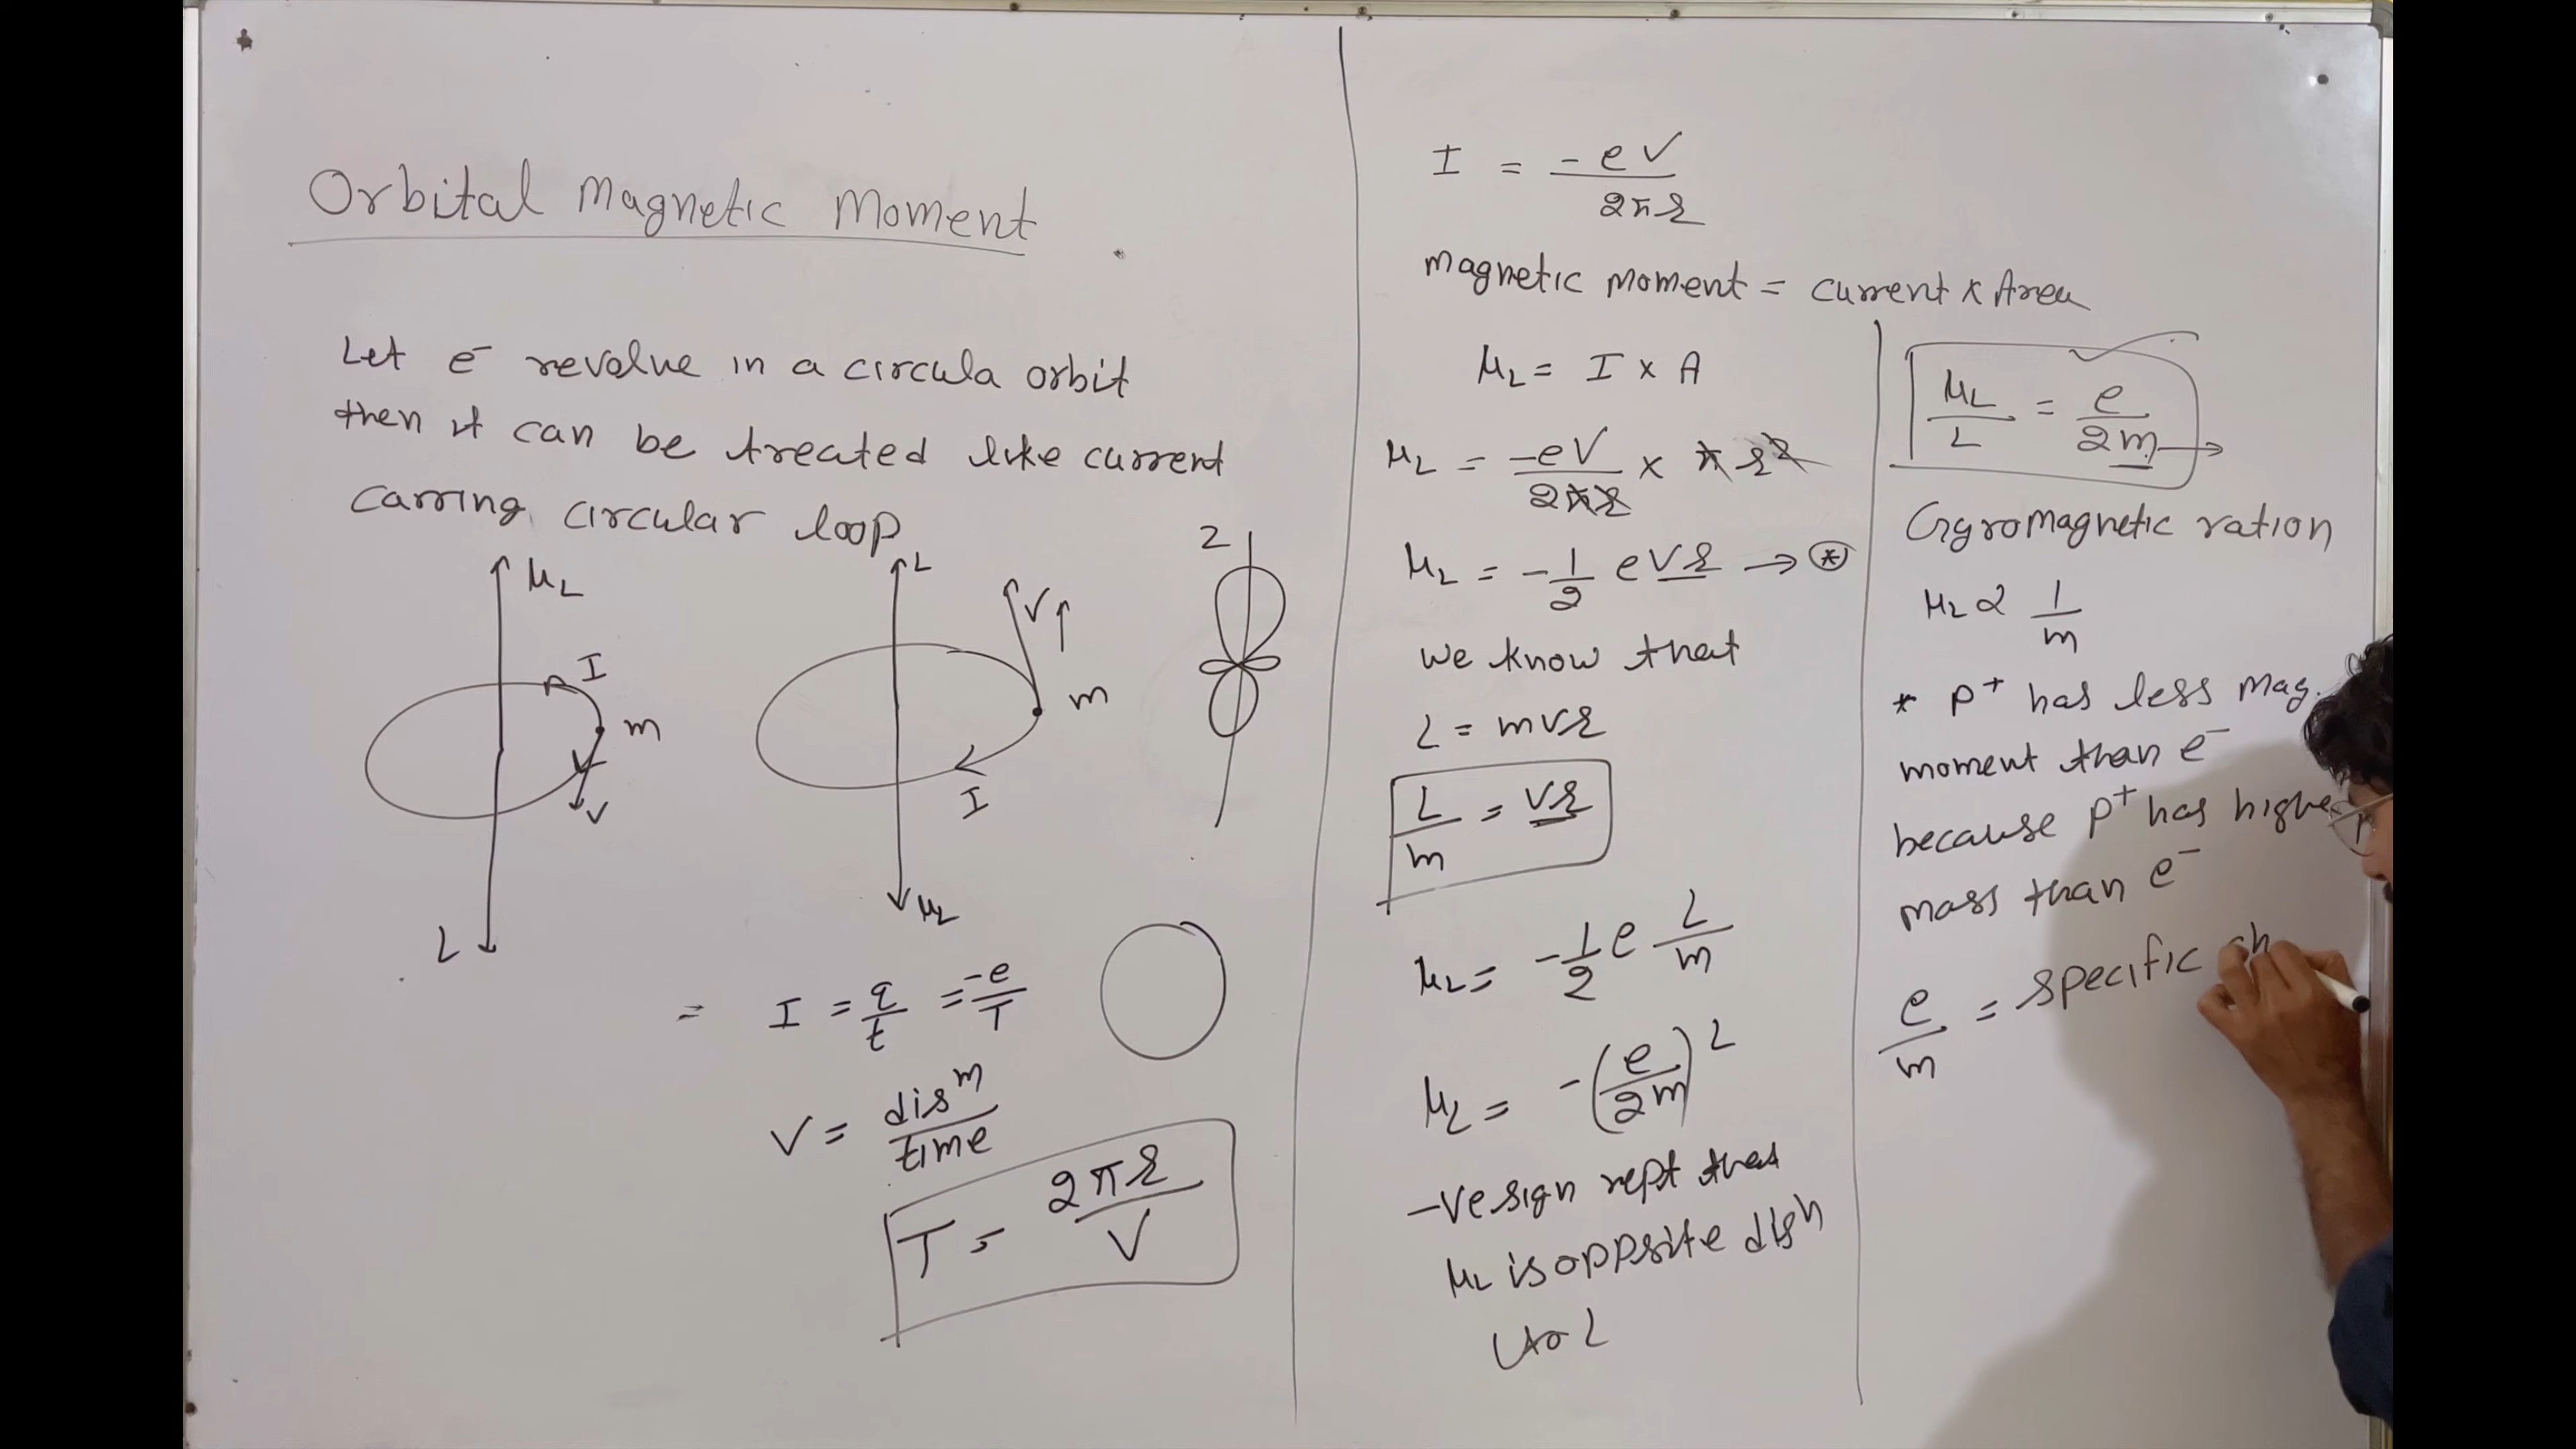 Orbital Magnetic Moment
Let e⁻ revolve in a circula orbit
then it can be treated like current
carring circular loop
μL
I
m
V
L
L
V↑
m
I
μL
Z
= I = q/t = -e/T
V = disⁿ/time
T = 2πr/V
I = -eV/2πr
Magnetic Moment = current × Area
μL = I × A
μL = -eV/2πr × πr²
μL = -1/2 eVr → ⊛
we know that
L = mvr
L/m = vr
μL = -1/2 e L/m
μL = -(e/2m) L
-ve sign rept that
μL is opposite disⁿ
to L
μL/L = e/2m →
Gyromagnetic ration
μL ∝ 1/m
* P⁺ has less mag.
moment than e⁻
because P⁺ has highe
mass than e⁻
e/m = specific ch